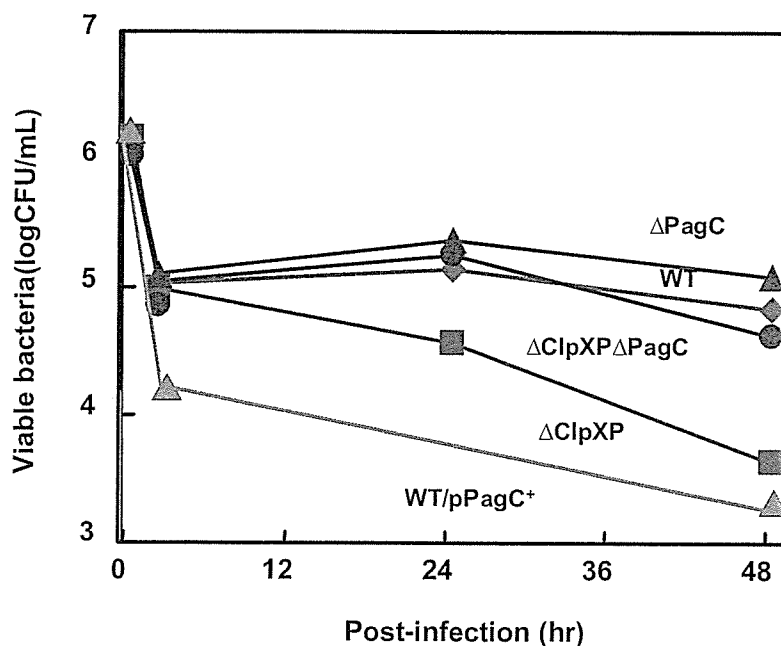 Viable bacteria(logCFU/mL)
7
6
5
4
3
ΔPagC
WT
ΔClpXPΔPagC
ΔClpXP
WT/pPagC⁺
0 12 24 36 48
Post-infection (hr)